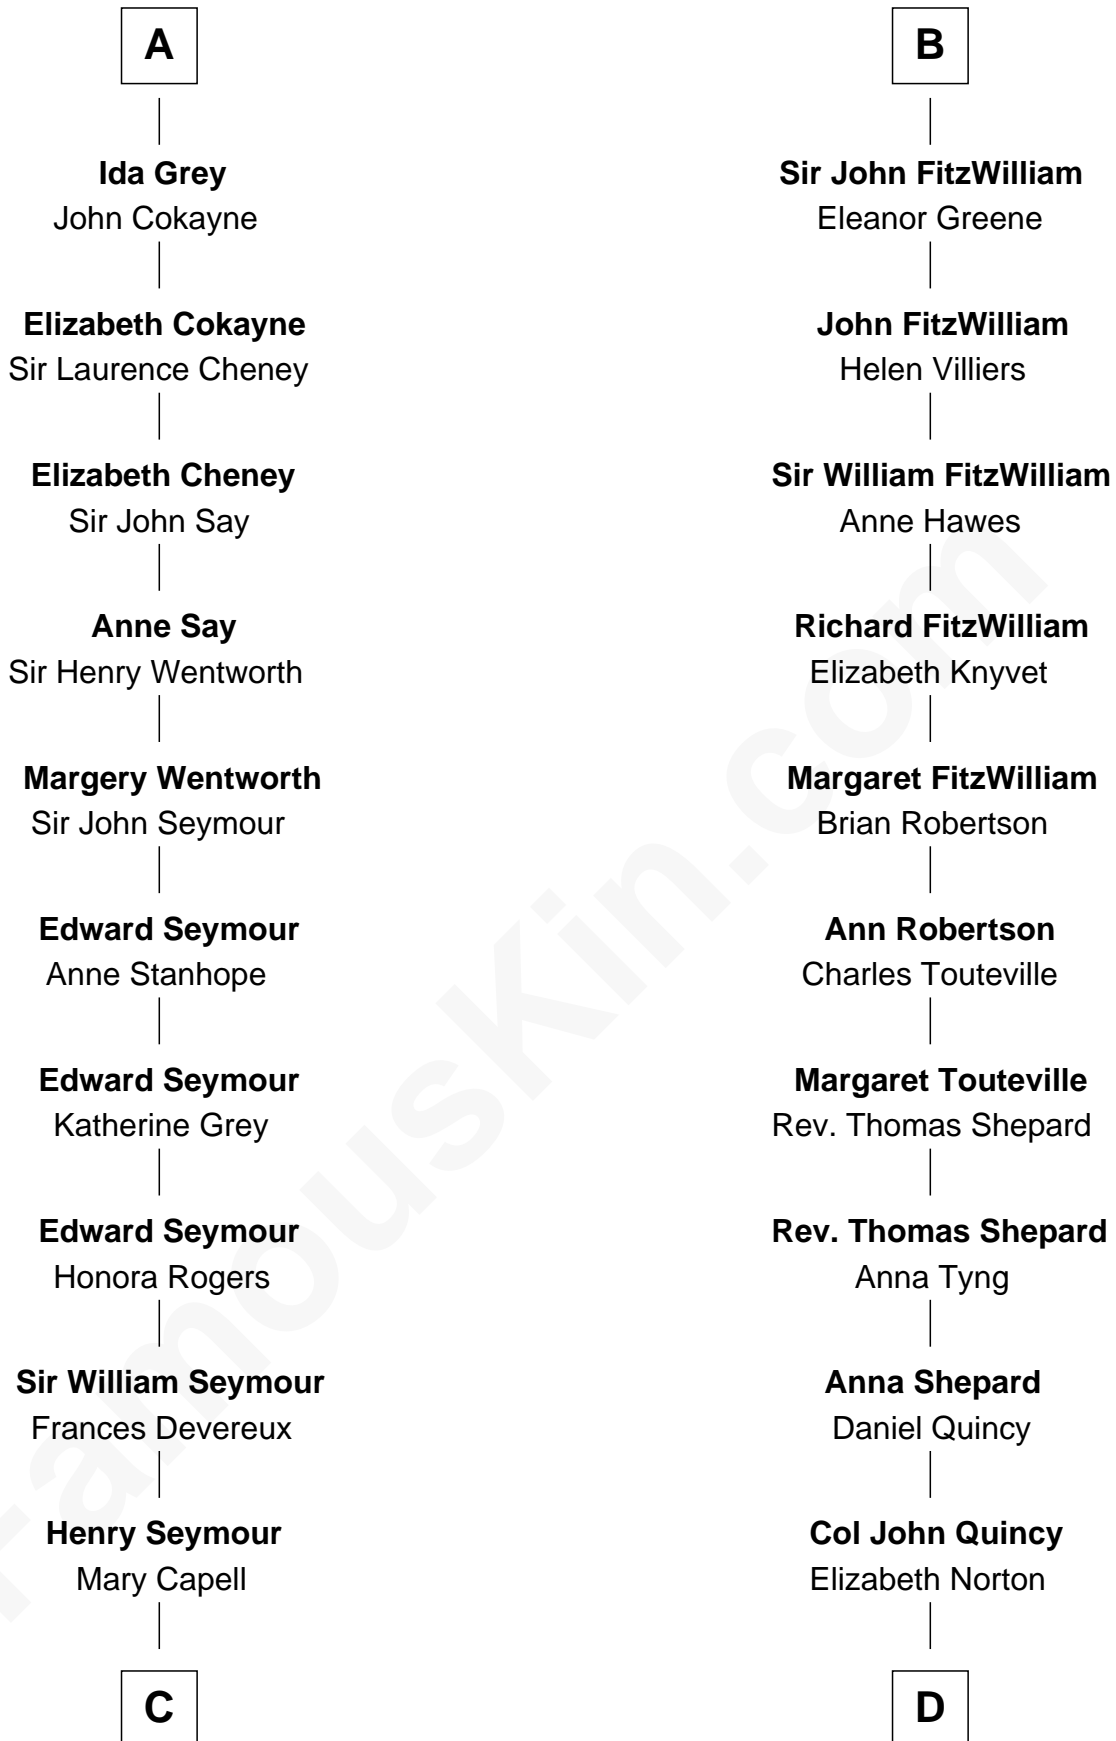 A
Ida Grey
John Cokayne
Elizabeth Cokayne
Sir Laurence Cheney
Elizabeth Cheney
Sir John Say
Anne Say
Sir Henry Wentworth
Margery Wentworth
Sir John Seymour
Edward Seymour
Anne Stanhope
Edward Seymour
Katherine Grey
Edward Seymour
Honora Rogers
Sir William Seymour
Frances Devereux
Henry Seymour
Mary Capell
C
B
Sir John FitzWilliam
Eleanor Greene
John FitzWilliam
Helen Villiers
Sir William FitzWilliam
Anne Hawes
Richard FitzWilliam
Elizabeth Knyvet
Margaret FitzWilliam
Brian Robertson
Ann Robertson
Charles Touteville
Margaret Touteville
Rev. Thomas Shepard
Rev. Thomas Shepard
Anna Tyng
Anna Shepard
Daniel Quincy
Col John Quincy
Elizabeth Norton
D
FamousKin.com